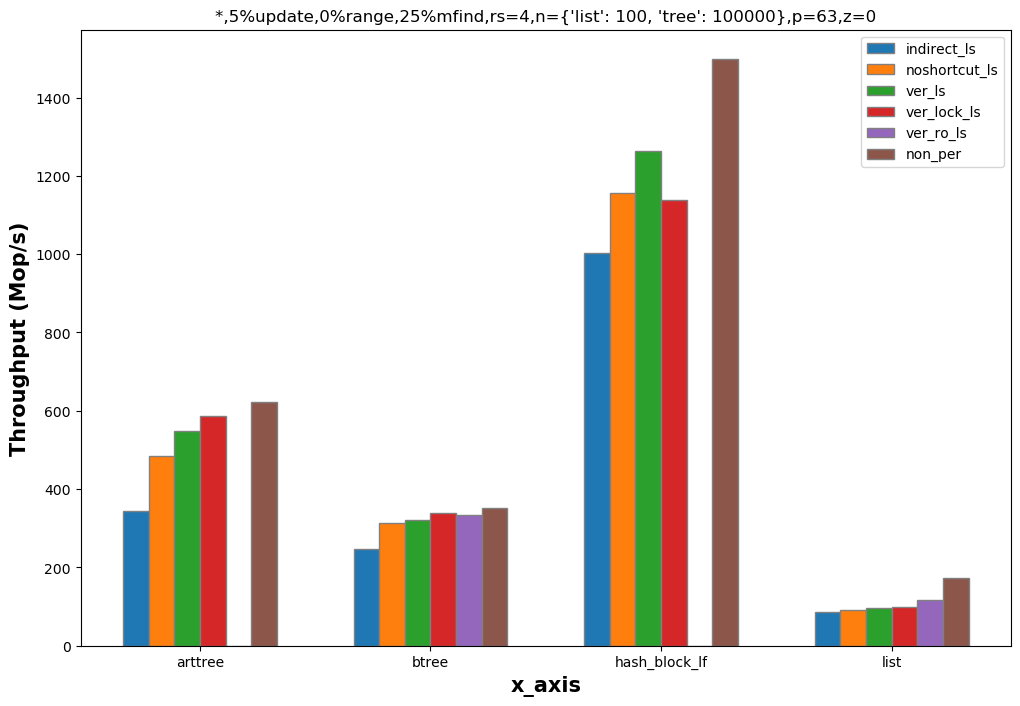 *,5%update,0%range,25%mfind,rs=4,n={'list': 100, 'tree': 100000},p=63,z=0
indirect_ls
noshortcut_ls
ver_ls
ver_lock_ls
ver_ro_ls
non_per
Throughput (Mop/s)
1400
1200
1000
800
600
400
200
0
arttree
btree
hash_block_lf
list
x_axis